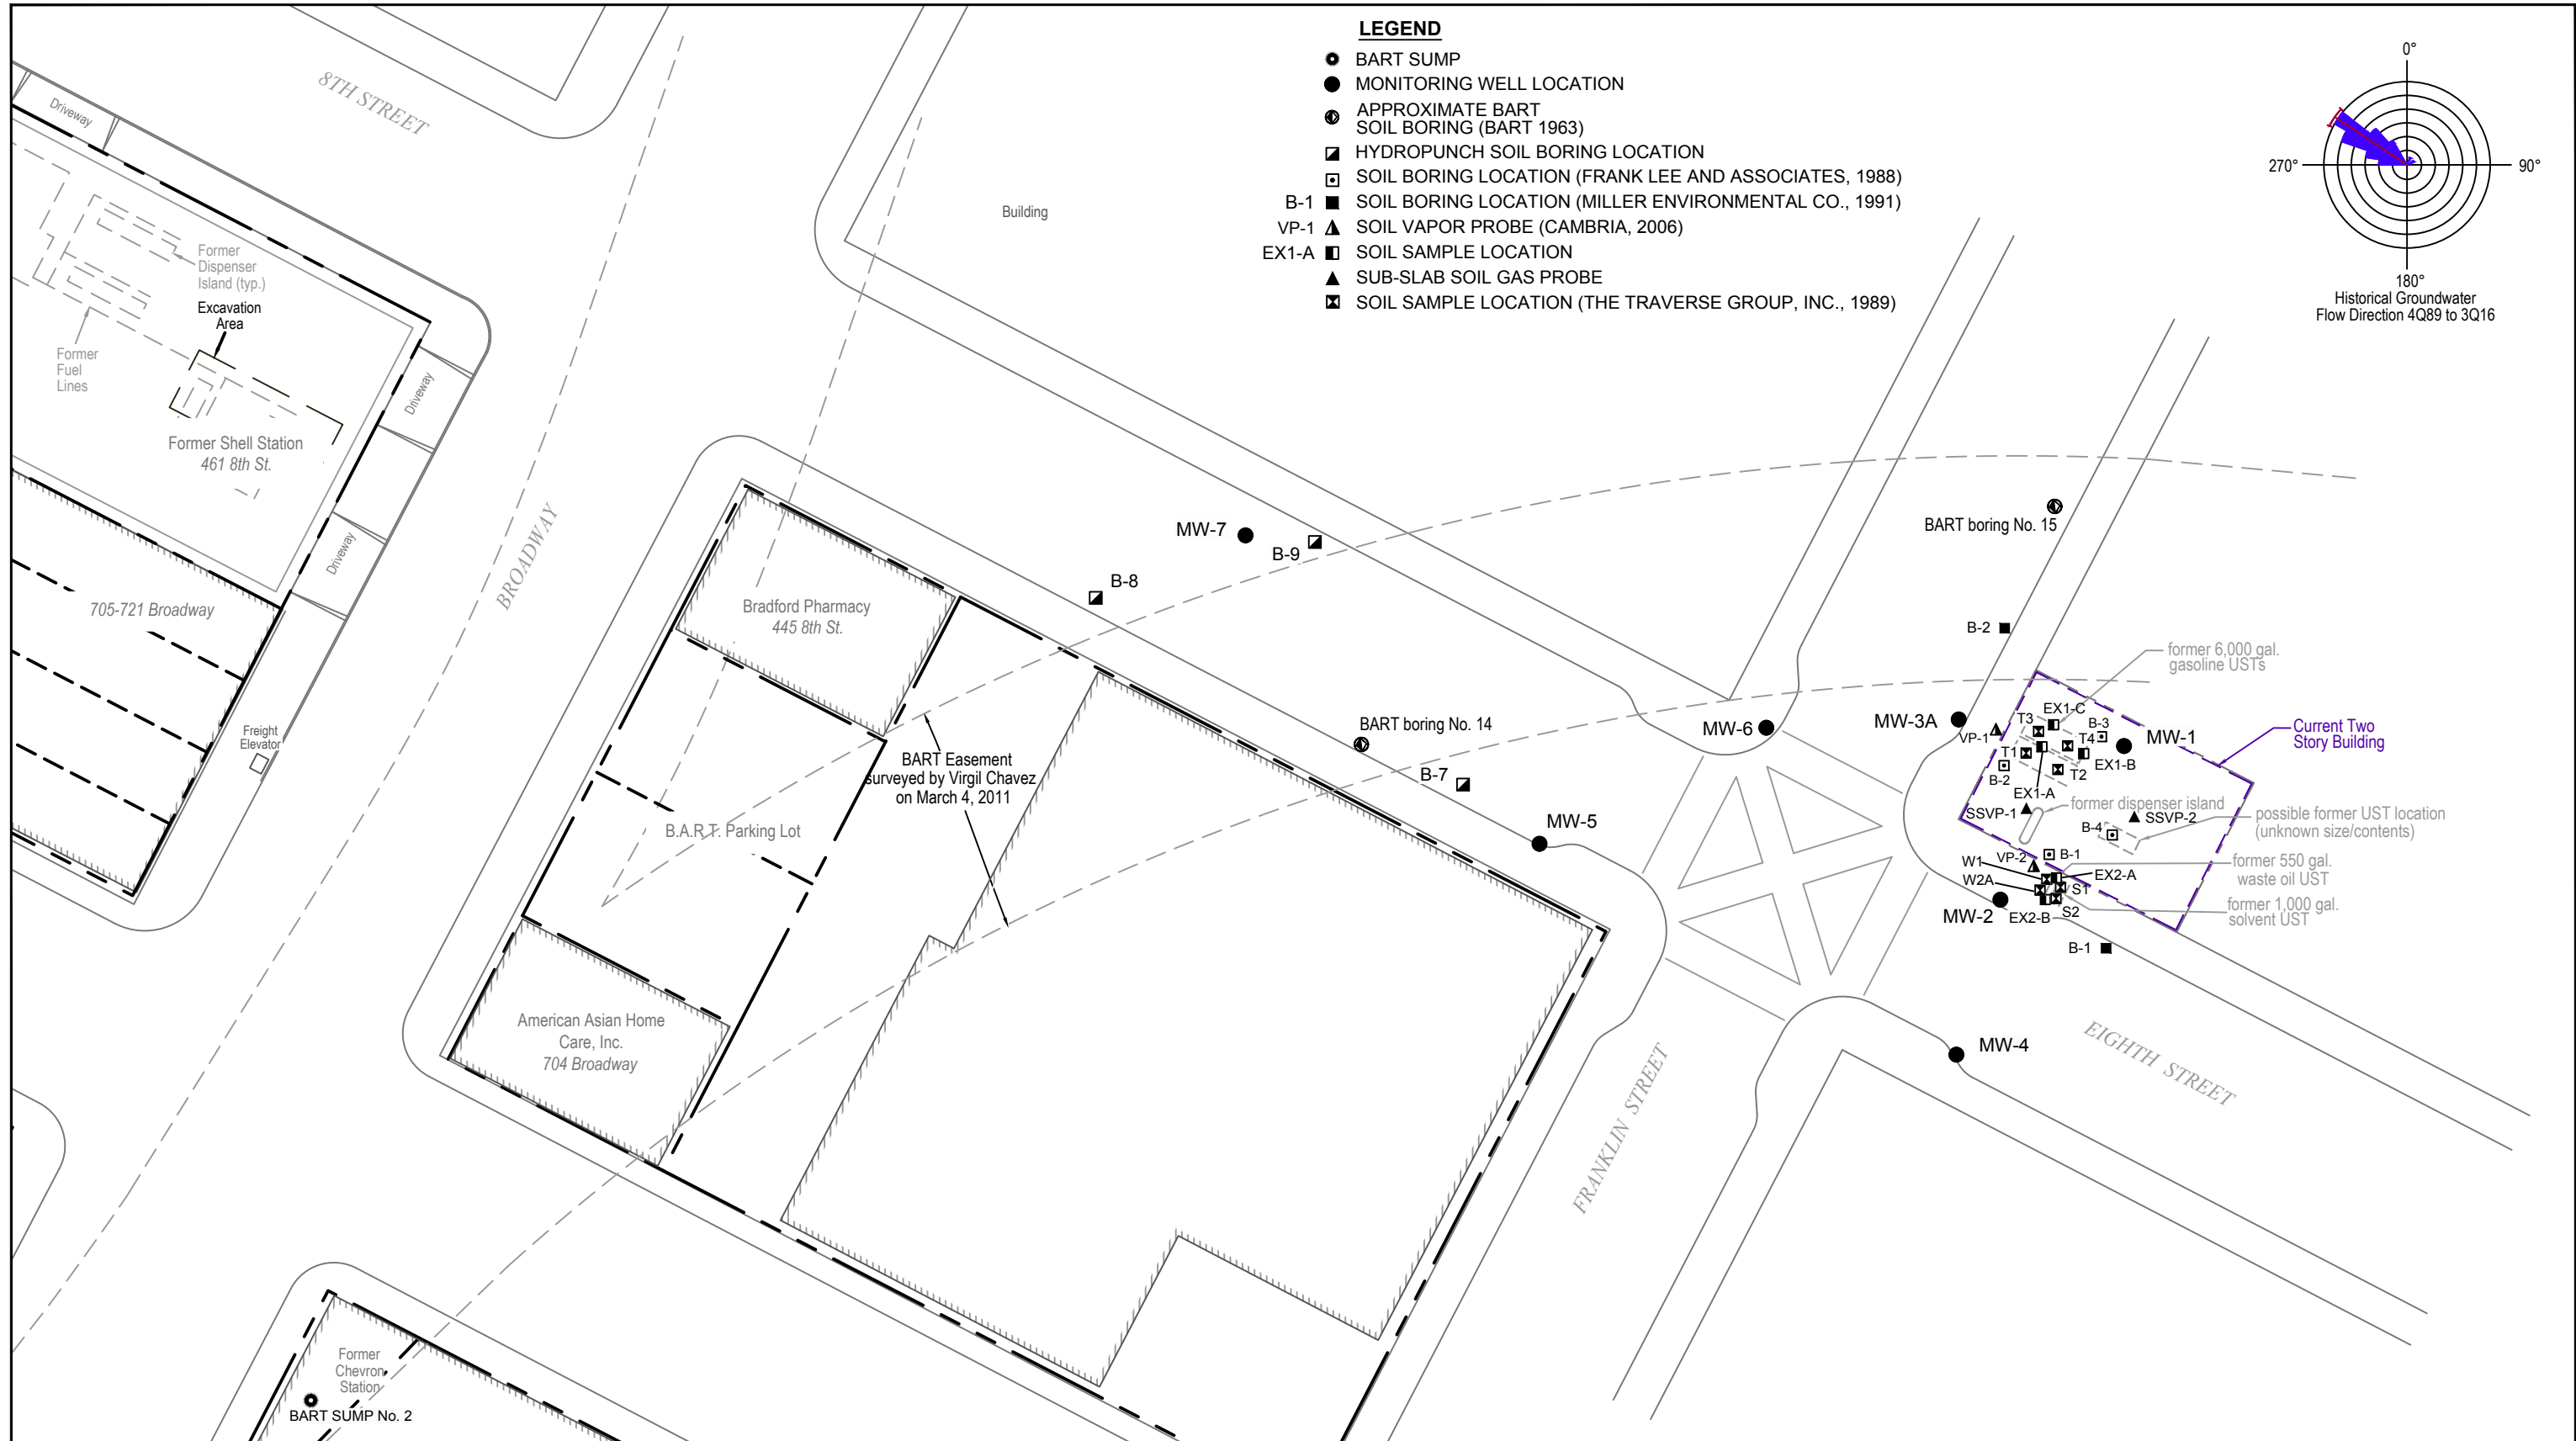 LEGEND
BART SUMP
MONITORING WELL LOCATION
APPROXIMATE BART
SOIL BORING (BART 1963)
HYDROPUNCH SOIL BORING LOCATION
SOIL BORING LOCATION (FRANK LEE AND ASSOCIATES, 1988)
B-1 SOIL BORING LOCATION (MILLER ENVIRONMENTAL CO., 1991)
VP-1 SOIL VAPOR PROBE (CAMBRIA, 2006)
EX1-A SOIL SAMPLE LOCATION
SUB-SLAB SOIL GAS PROBE
SOIL SAMPLE LOCATION (THE TRAVERSE GROUP, INC., 1989)
0°
270°
90°
180°
Historical Groundwater
Flow Direction 4Q89 to 3Q16
8TH STREET
Driveway
Building
Former
Dispenser
Island (typ.)
Excavation
Area
Former
Fuel
Lines
Driveway
Former Shell Station
461 8th St.
Driveway
705-721 Broadway
BROADWAY
Freight
Elevator
MW-7
B-9
B-8
Bradford Pharmacy
445 8th St.
BART boring No. 14
B-7
BART Easement
surveyed by Virgil Chavez
on March 4, 2011
B.A.R.T. Parking Lot
MW-5
MW-6
American Asian Home
Care, Inc.
704 Broadway
BART boring No. 15
B-2
former 6,000 gal.
gasoline USTs
MW-3A
VP-1
T3
EX1-C
B-3
T4
MW-1
T1
B-2
T2
EX1-B
EX1-A
Current Two
Story Building
SSVP-1
former dispenser island
SSVP-2
B-4
possible former UST location
(unknown size/contents)
W1
VP-2
B-1
former 550 gal.
waste oil UST
W2A
EX2-A
S1
MW-2
EX2-B
S2
former 1,000 gal.
solvent UST
B-1
MW-4
EIGHTH STREET
FRANKLIN STREET
Former
Chevron
Station
BART SUMP No. 2